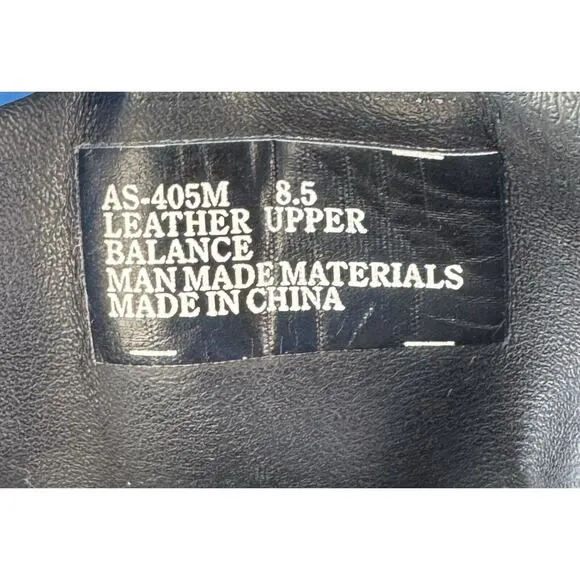 AS-405M 8.5
LEATHER UPPER
BALANCE
MAN MADE MATERIALS
MADE IN CHINA